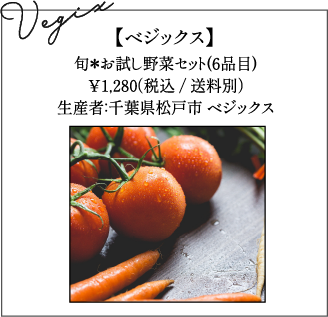 Vegix
【ベジックス】
旬*お試し野菜セット(6品目)
￥1,280(税込 / 送料別)
生産者:千葉県松戸市 ベジックス